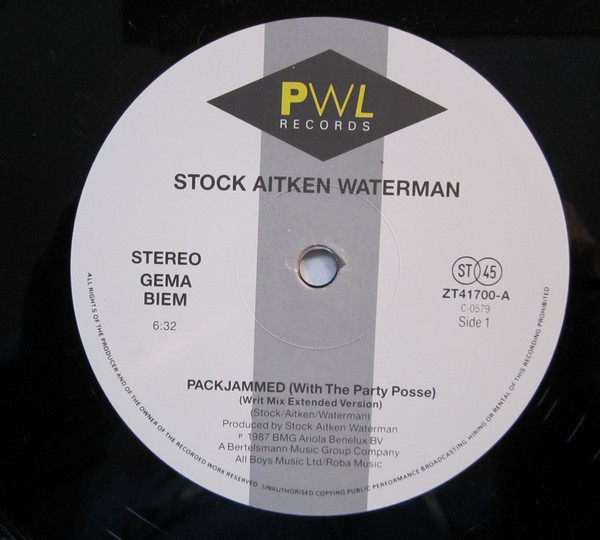 PWL
RECORDS
STOCK AITKEN WATERMAN
STEREO
GEMA
BIEM
6:32
ST 45
ZT41700-A
C-0579
Side 1
PACKJAMMED (With The Party Posse)
(Writ Mix Extended Version)
(Stock/Aitken/Waterman)
Produced by Stock Aitken Waterman
℗ 1987 BMG Ariola Benelux BV
A Bertelsmann Music Group Company
All Boys Music Ltd/Roba Music
ALL RIGHTS OF THE PRODUCER AND OF THE OWNER OF THE RECORDED WORK RESERVED. UNAUTHORISED COPYING PUBLIC PERFORMANCE BROADCASTING HIRING OR RENTAL OF THIS RECORDING PROHIBITED